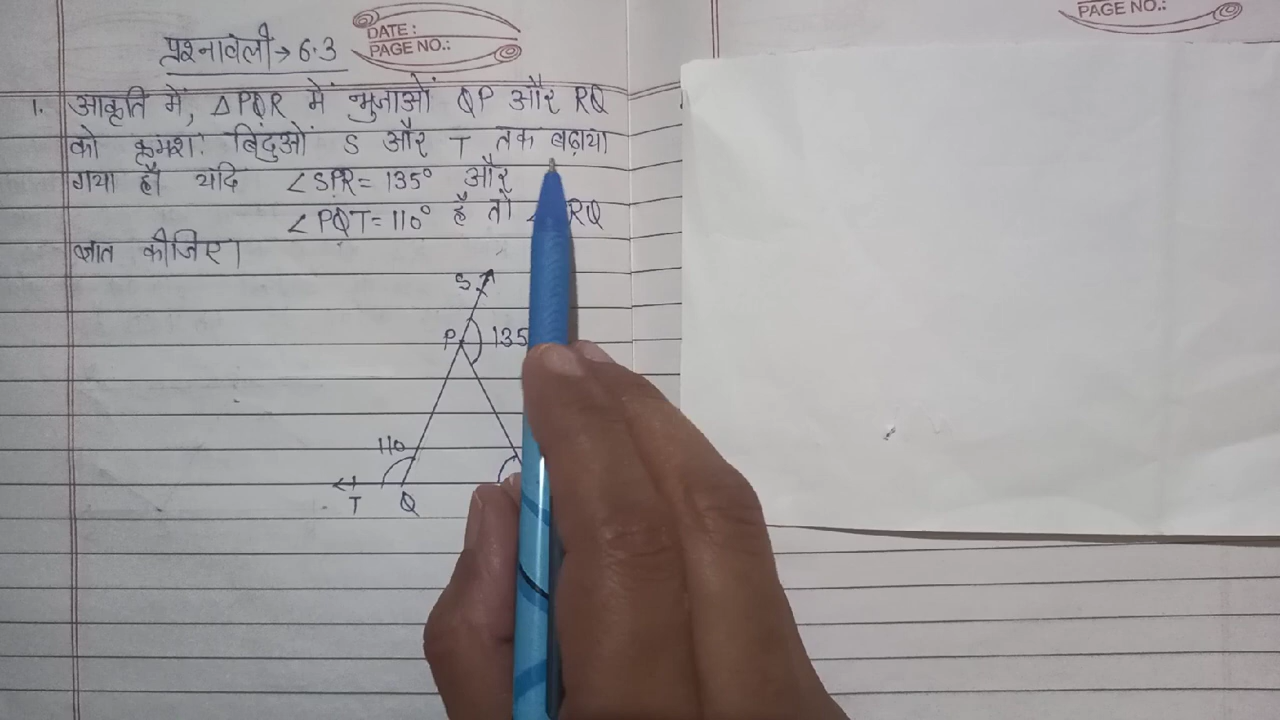 DATE :
PAGE NO.:
PAGE NO.:
प्रश्नावली → 6.3
1. आकृति में, △PQR में भुजाओं QP और RQ
को क्रमश: बिंदुओं S और T तक बढ़ाया
गया है। यदि ∠SPR = 135° और
∠PQT = 110° है तो RQ
ज्ञात कीजिए।
S
P 135
110
T Q